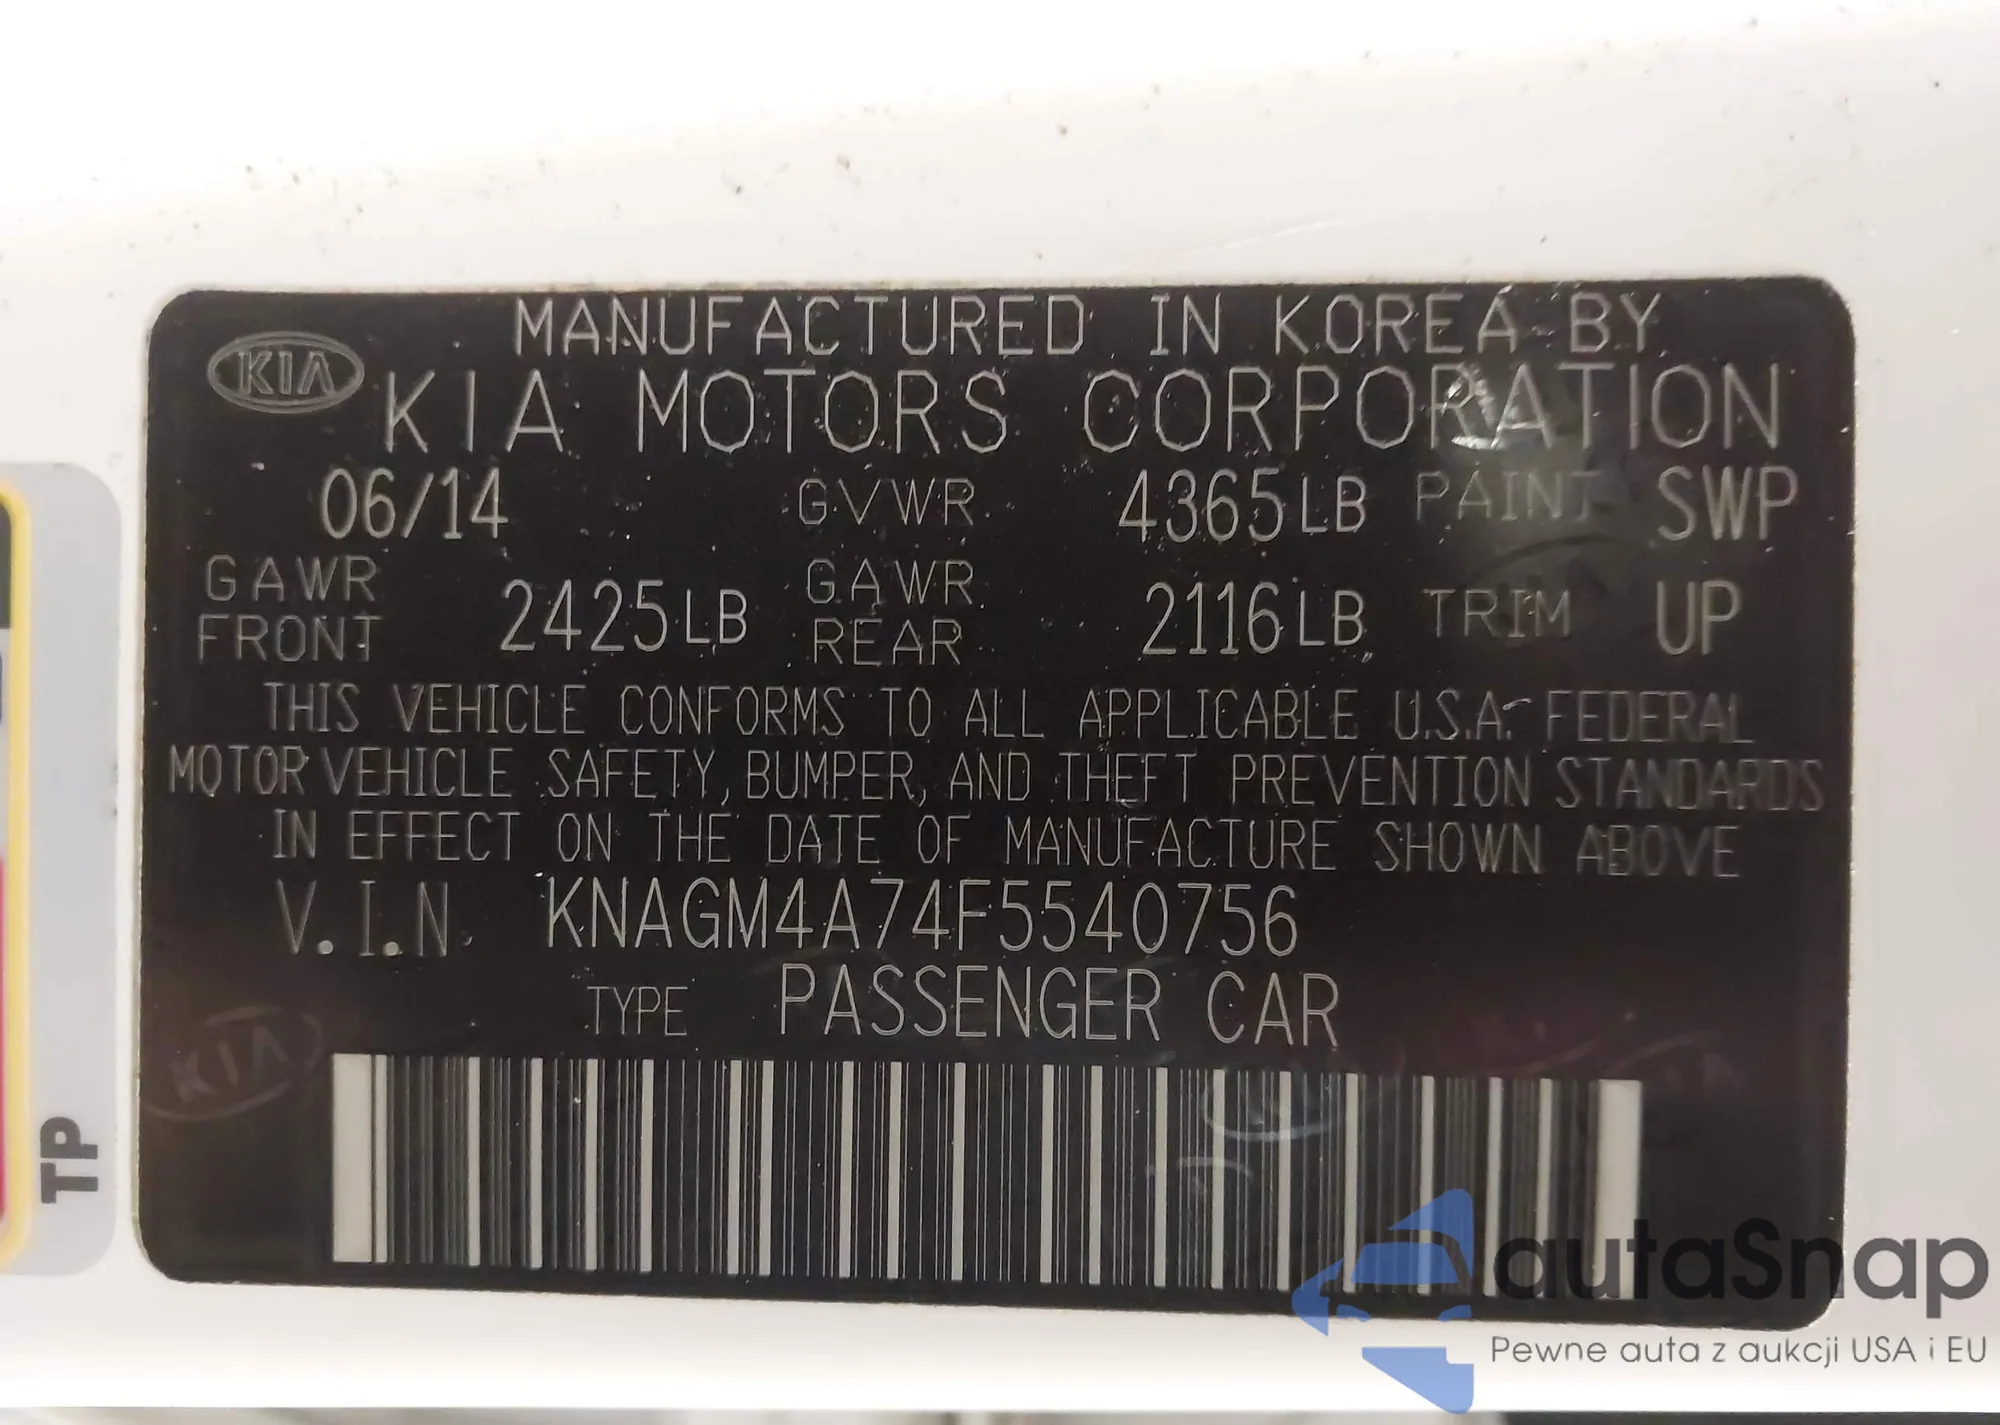 MANUFACTURED IN KOREA BY
KIA
KIA MOTORS CORPORATION
06/14 GVWR 4365LB PAINT SWP
GAWR FRONT 2425LB GAWR REAR 2116LB TRIM UP
THIS VEHICLE CONFORMS TO ALL APPLICABLE U.S.A. FEDERAL
MOTOR VEHICLE SAFETY, BUMPER, AND THEFT PREVENTION STANDARDS
IN EFFECT ON THE DATE OF MANUFACTURE SHOWN ABOVE
V.I.N. KNAGM4A74F5540756
TYPE PASSENGER CAR
KIA
TP
autaSnap
Pewne auta z aukcji USA i EU